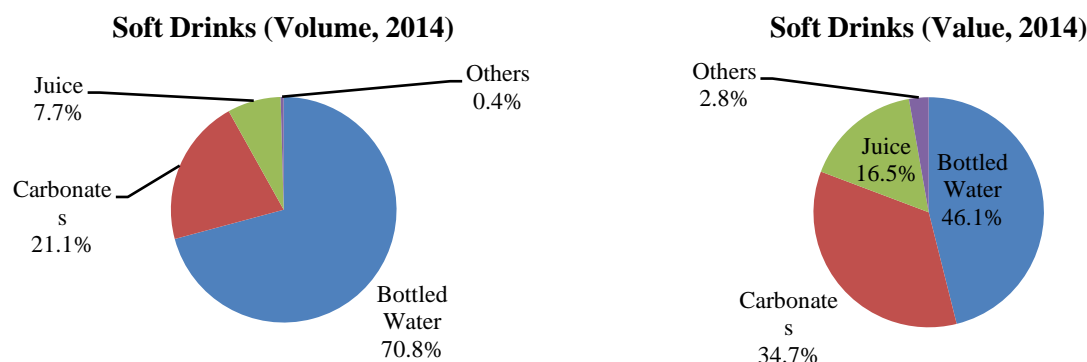 Soft Drinks (Volume, 2014)
Juice
7.7%
Others
0.4%
Carbonate
s
21.1%
Bottled
Water
70.8%
Soft Drinks (Value, 2014)
Others
2.8%
Juice
16.5%
Bottled
Water
46.1%
Carbonate
s
34.7%